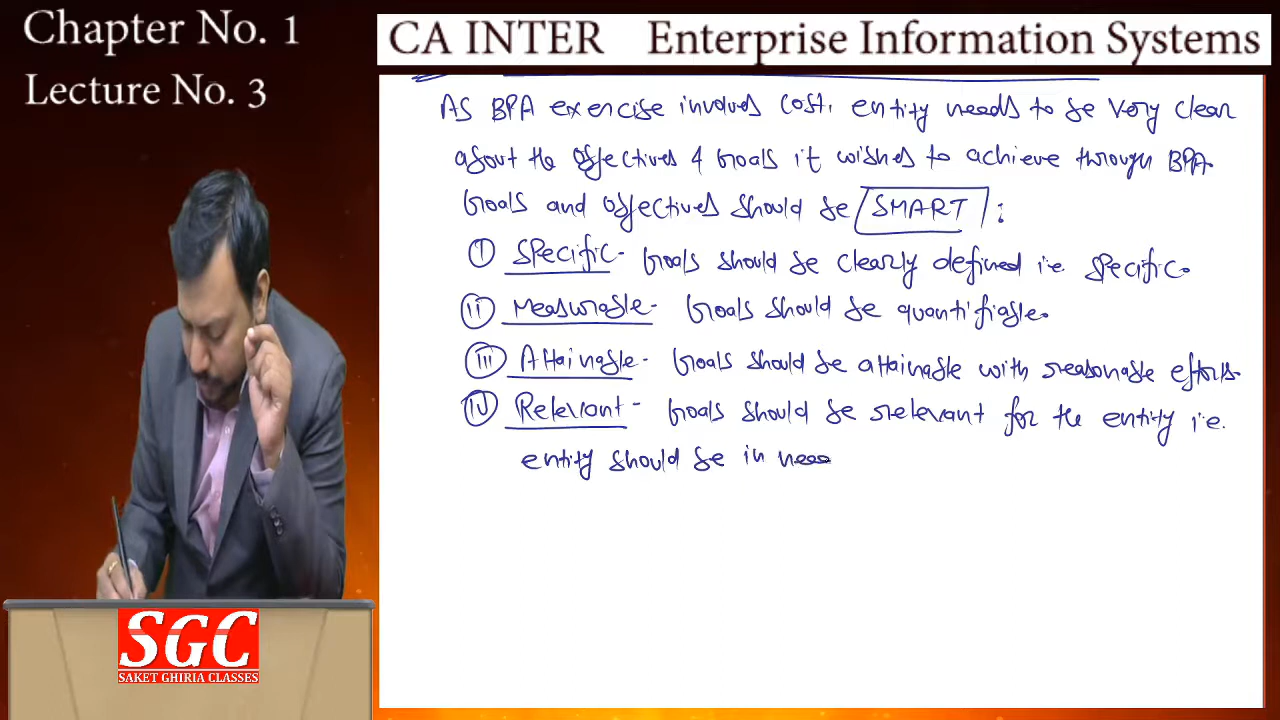 Chapter No. 1
Lecture No. 3
CA INTER Enterprise Information Systems
As BPA exercise involves cost, entity needs to be very clear
about the objectives & Goals it wishes to achieve through BPA.
Goals and objectives should be SMART :
(i) Specific - Goals should be clearly defined i.e. specific.
(ii) Measurable - Goals should be quantifiable.
(iii) Attainable - Goals should be attainable with reasonable efforts.
(iv) Relevant - Goals should be relevant for the entity i.e.
entity should be in need
SGC
SAKET GHIRIA CLASSES